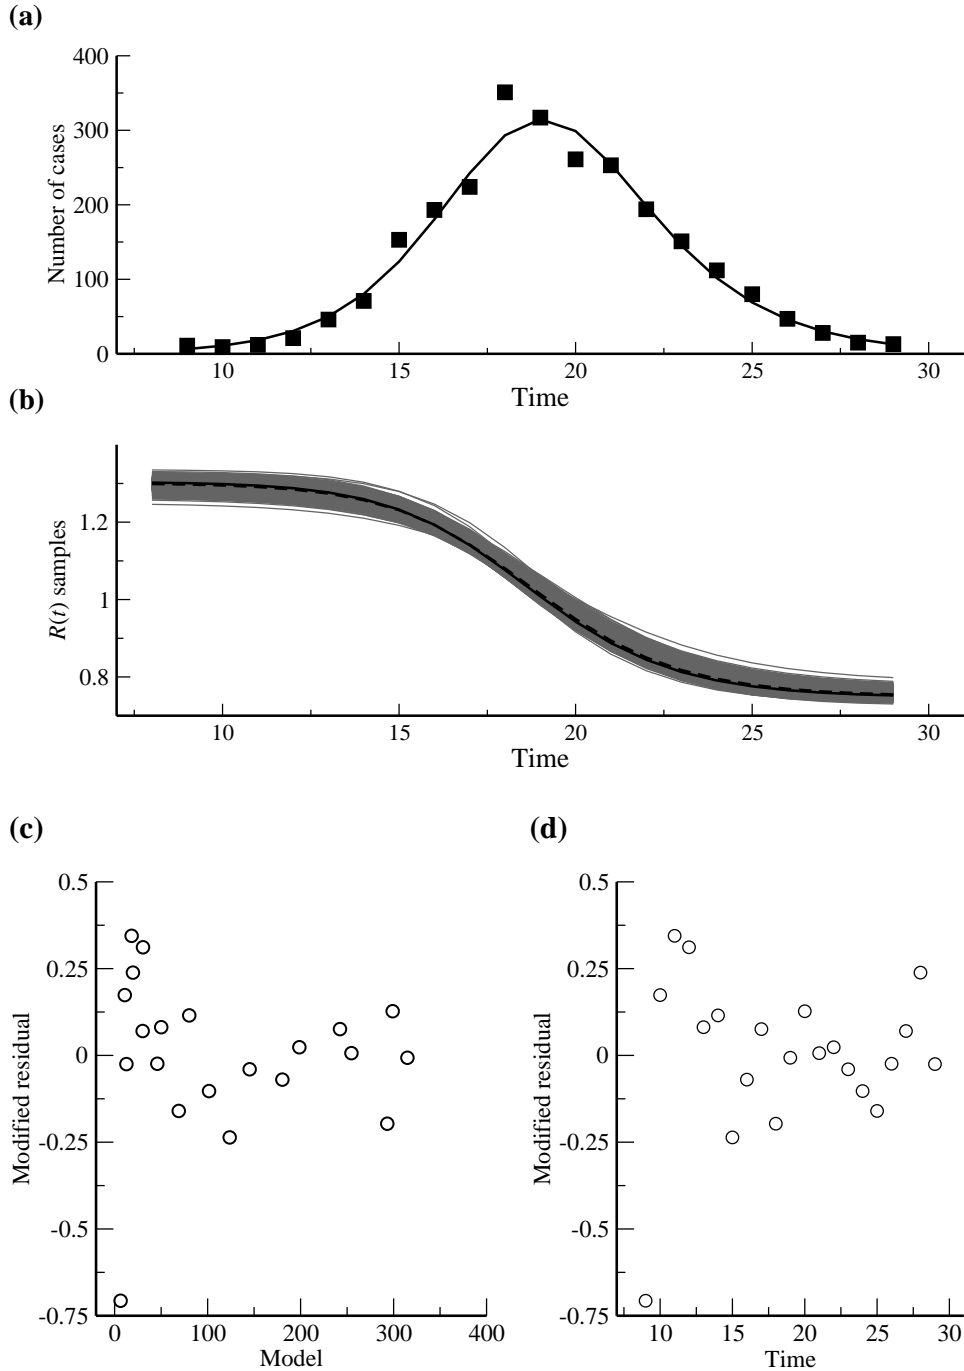 (a)
400
300
200
100
0
Number of cases
10 15 20 25 30
Time
(b)
1.2
1
0.8
R(t) samples
10 15 20 25 30
Time
(c)
0.5
0.25
0
-0.25
-0.5
-0.75
Modified residual
0 100 200 300 400
Model
(d)
0.5
0.25
0
-0.25
-0.5
-0.75
Modified residual
10 15 20 25 30
Time